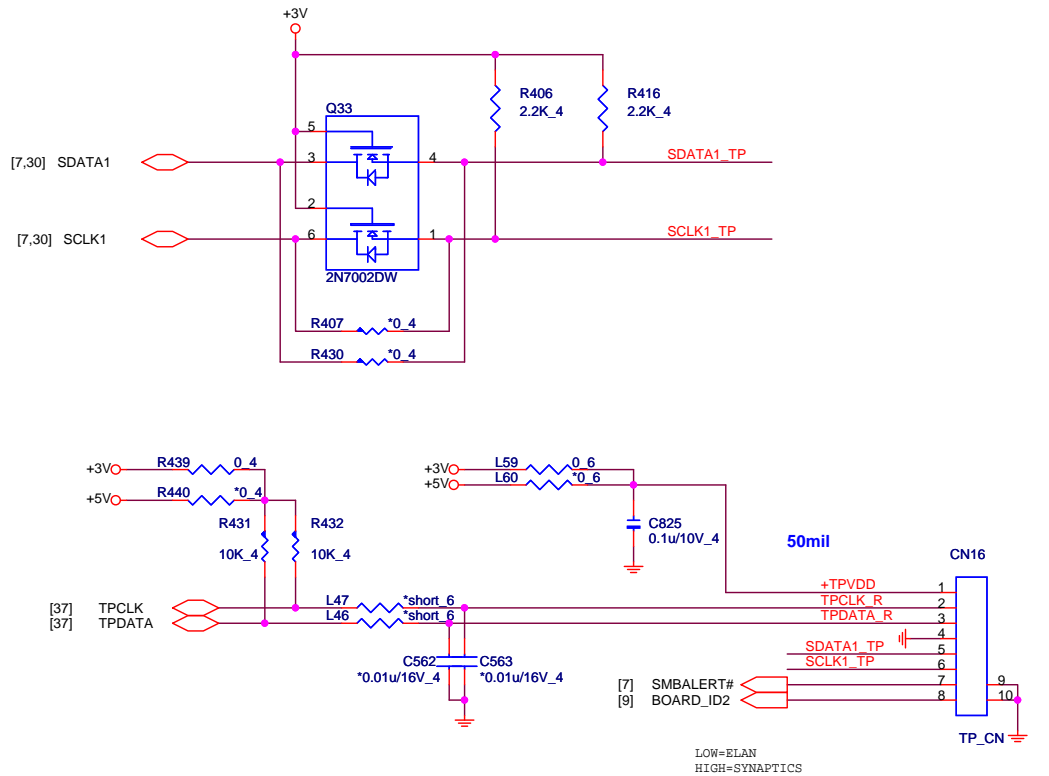 +3V
R406
2.2K_4
R416
2.2K_4
Q33
5
[7,30] SDATA1
3
4
SDATA1_TP
2
[7,30] SCLK1
6
1
SCLK1_TP
2N7002DW
R407 *0_4
R430 *0_4
+3V R439 0_4
+5V R440 *0_4
R431
10K_4
R432
10K_4
+3V L59 0_6
+5V L60 *0_6
C825
0.1u/10V_4
50mil
CN16
[37] TPCLK L47 *short_6
[37] TPDATA L46 *short_6
C562
*0.01u/16V_4
C563
*0.01u/16V_4
+TPVDD 1
TPCLK_R 2
TPDATA_R 3
4
SDATA1_TP 5
SCLK1_TP 6
[7] SMBALERT# 7
[9] BOARD_ID2 8
9
10
TP_CN
LOW=ELAN
HIGH=SYNAPTICS